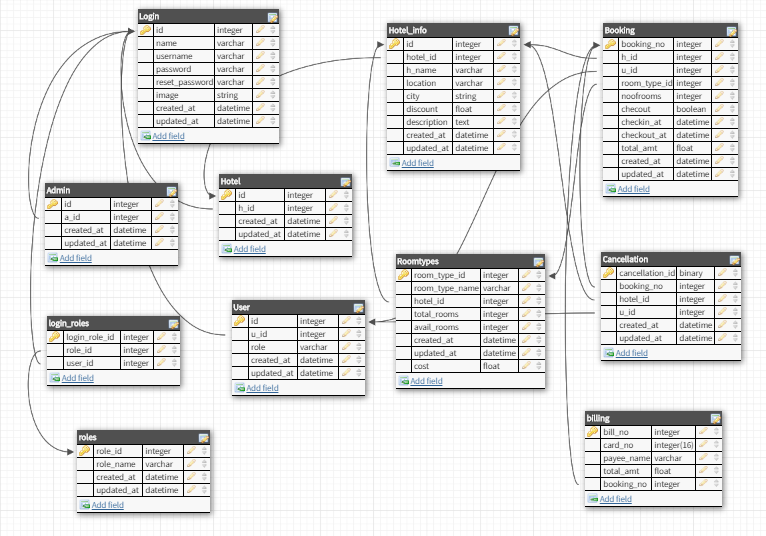 Login
id integer
name varchar
username varchar
password varchar
reset_password varchar
image string
created_at datetime
updated_at datetime
Add field
Hotel_Info
id integer
hotel_id integer
h_name varchar
location varchar
city string
discount float
description text
created_at datetime
updated_at datetime
Add field
Booking
booking_no integer
h_id integer
u_id integer
room_type_id integer
noofrooms integer
checout boolean
checkin_at datetime
checkout_at datetime
total_amt float
created_at datetime
updated_at datetime
Add field
Admin
id integer
a_id integer
created_at datetime
updated_at datetime
Add field
Hotel
id integer
h_id integer
created_at datetime
updated_at datetime
Add field
Roomtypes
room_type_id integer
room_type_name varchar
hotel_id integer
total_rooms integer
avail_rooms integer
created_at datetime
updated_at datetime
cost float
Add field
Cancellation
cancellation_id binary
booking_no integer
hotel_id integer
u_id integer
created_at datetime
updated_at datetime
Add field
login_roles
login_role_id integer
role_id integer
user_id integer
Add field
User
id integer
u_id integer
role varchar
created_at datetime
updated_at datetime
Add field
roles
role_id integer
role_name varchar
created_at datetime
updated_at datetime
Add field
billing
bill_no integer
card_no integer(16)
payee_name varchar
total_amt float
booking_no integer
Add field